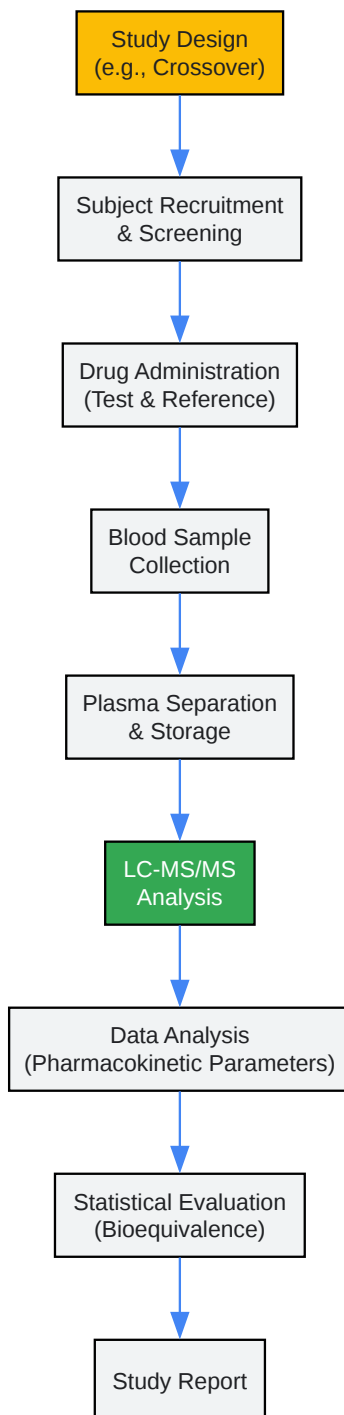 Study Design
(e.g., Crossover)
Subject Recruitment
& Screening
Drug Administration
(Test & Reference)
Blood Sample
Collection
Plasma Separation
& Storage
LC-MS/MS
Analysis
Data Analysis
(Pharmacokinetic Parameters)
Statistical Evaluation
(Bioequivalence)
Study Report